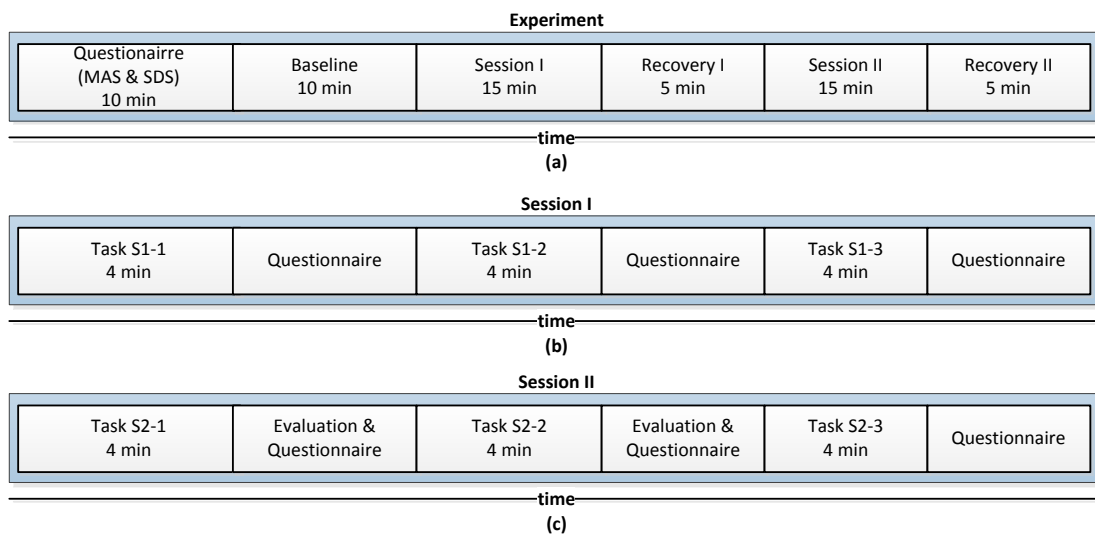 Experiment
Questionairre
(MAS & SDS)
10 min
Baseline
10 min
Session I
15 min
Recovery I
5 min
Session II
15 min
Recovery II
5 min
time
(a)
Session I
Task S1-1
4 min
Questionnaire
Task S1-2
4 min
Questionnaire
Task S1-3
4 min
Questionnaire
time
(b)
Session II
Task S2-1
4 min
Evaluation &
Questionnaire
Task S2-2
4 min
Evaluation &
Questionnaire
Task S2-3
4 min
Questionnaire
time
(c)